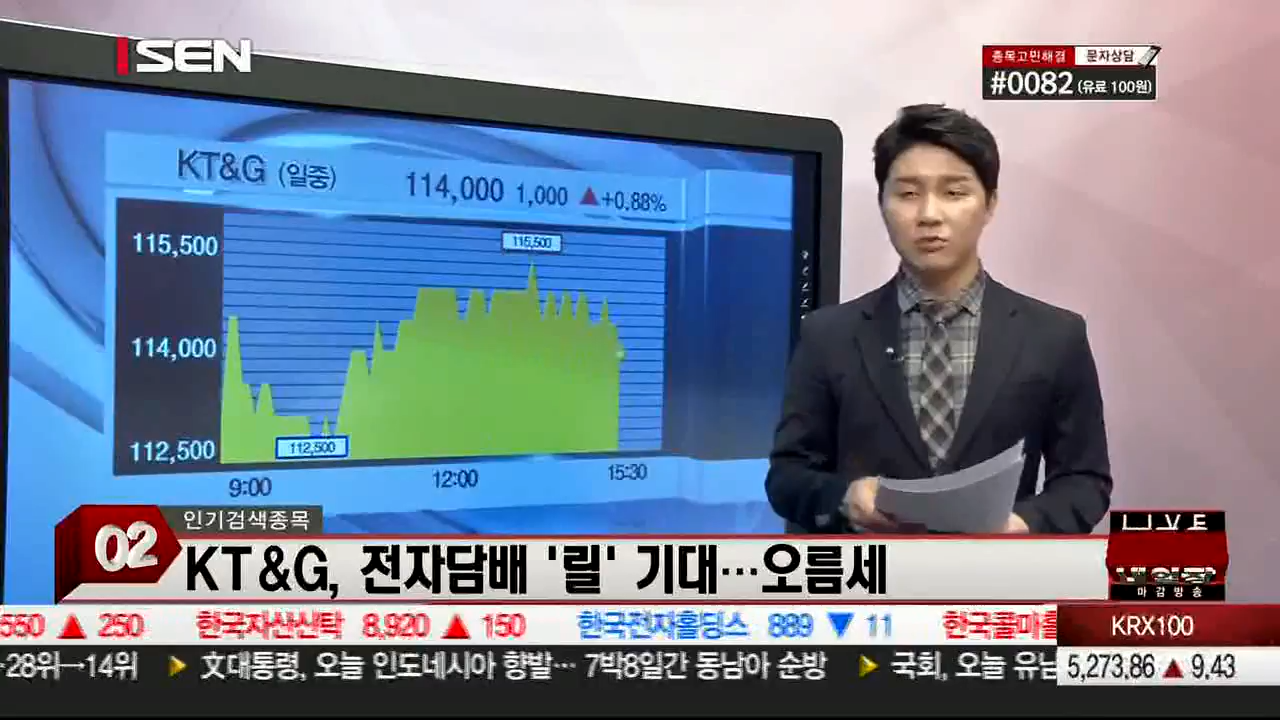 SEN
종목고민해결 문자상담
#0082 (유료 100원)
KT&G (일중) 114,000 1,000 ▲+0.88%
115,500
115,500
114,000
112,500
112,500
9:00 12:00 15:30
LIVE
마감방송
02 인기검색종목
KT&G, 전자담배 '릴' 기대…오름세
550 ▲ 250 한국자산신탁 8,920 ▲ 150 한국전자홀딩스 889 ▼ 11 한국콜마홀
KRX100
-28위→14위 ▶ 文대통령, 오늘 인도네시아 향발… 7박8일간 동남아 순방 ▶ 국회, 오늘 유남
5,273.86 ▲ 9.43